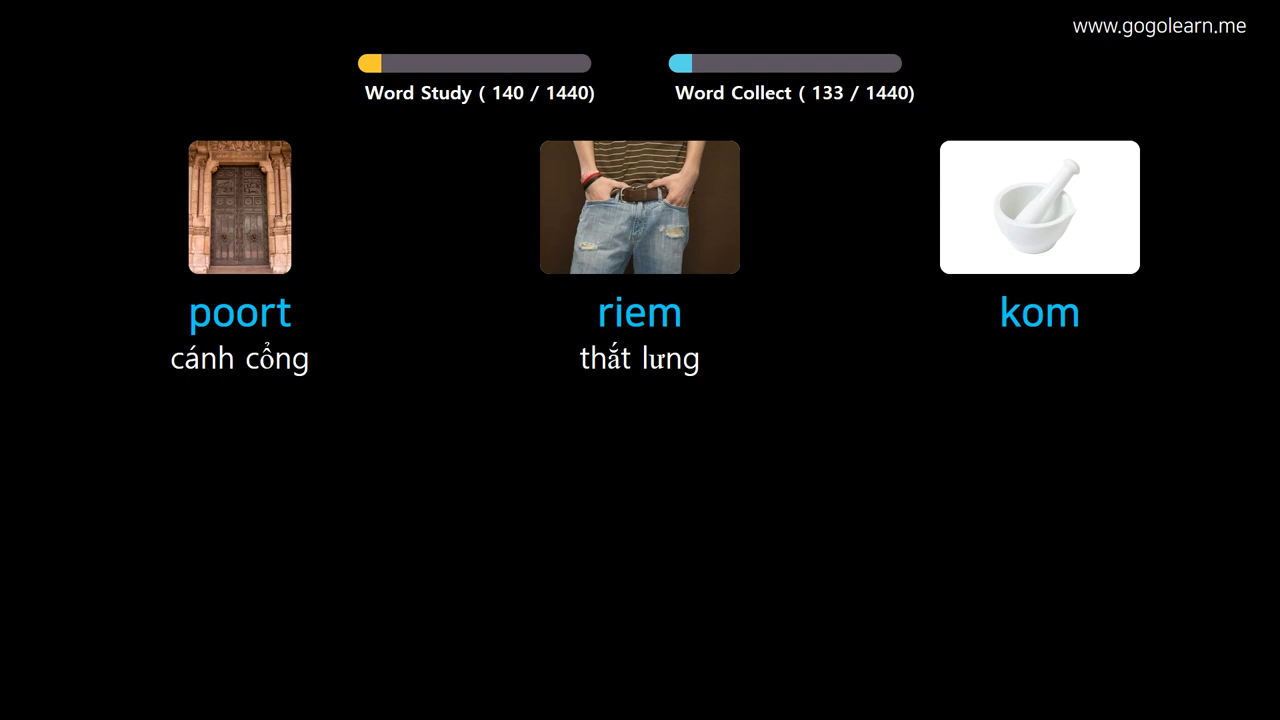 www.gogolearn.me
Word Study ( 140 / 1440)
Word Collect ( 133 / 1440)
poort
riem
kom
cánh cổng
thắt lưng